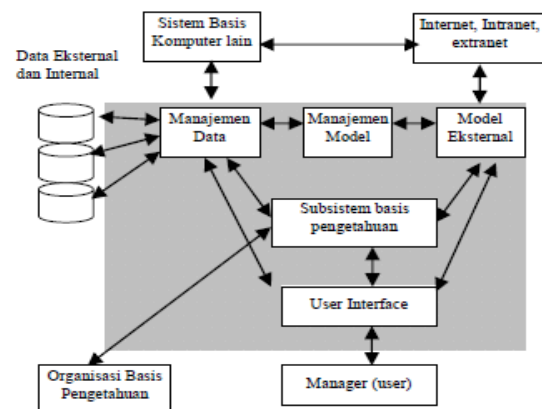 Sistem Basis
Komputer lain
Internet, Intranet,
extranet
Data Eksternal
dan Internal
Manajemen
Data
Manajemen
Model
Model
Eksternal
Subsistem basis
pengetahuan
User Interface
Organisasi Basis
Pengetahuan
Manager (user)